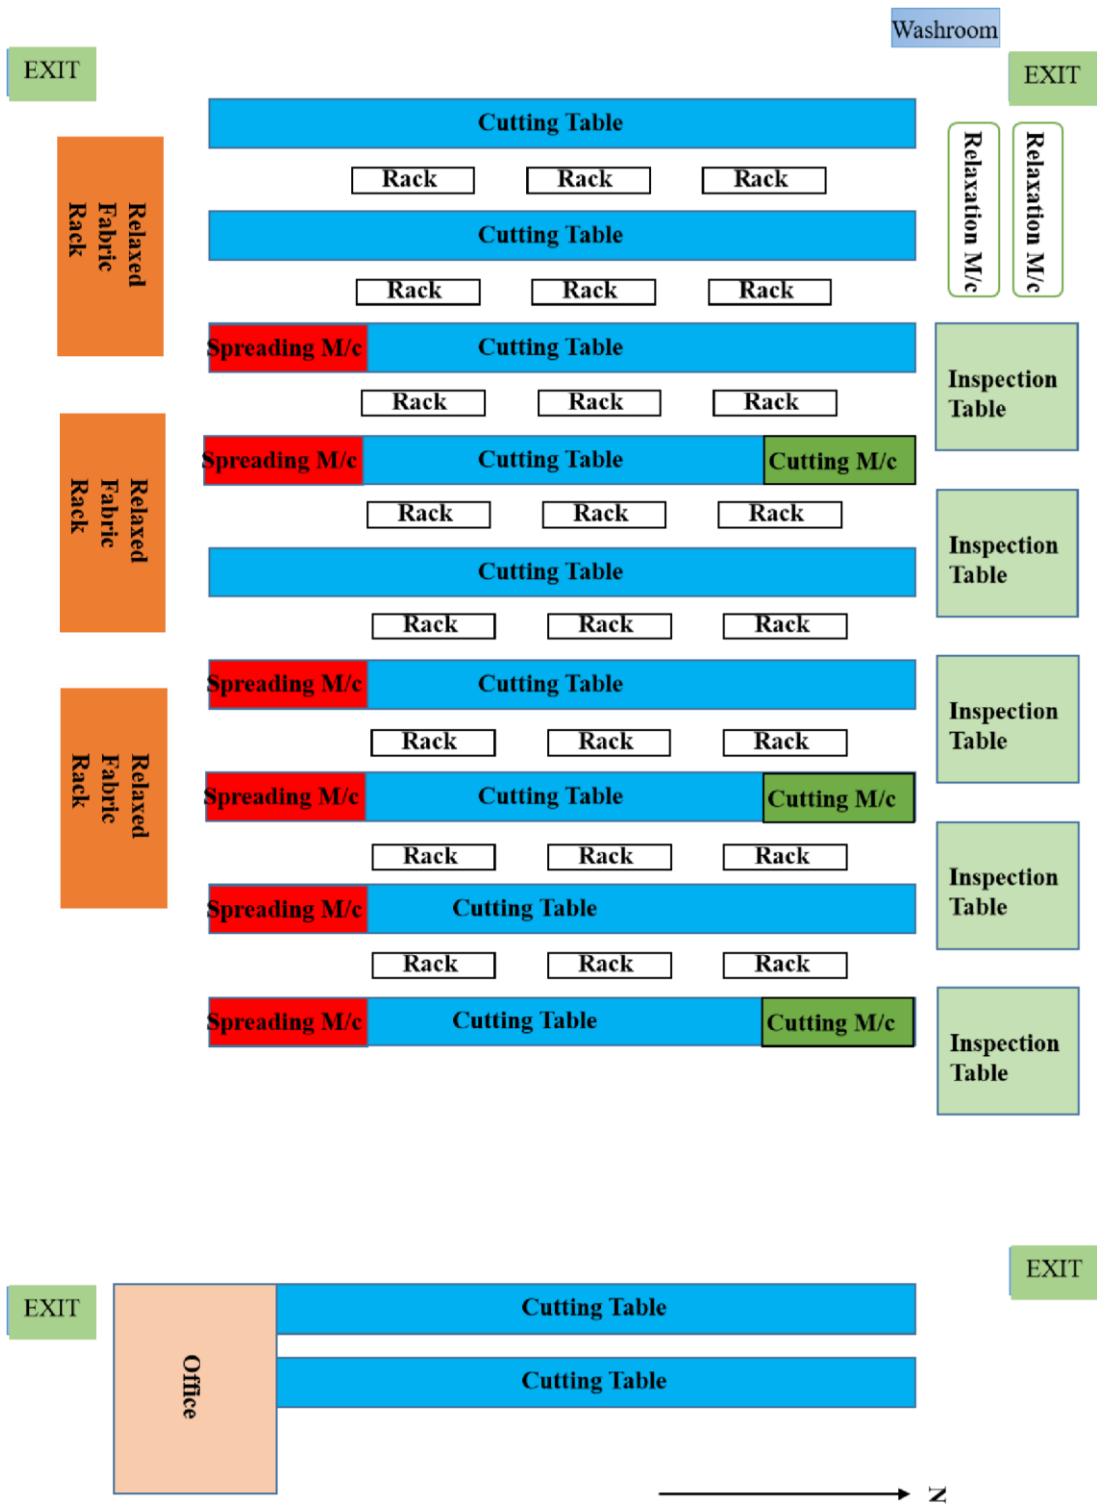 Washroom
EXIT
EXIT
Cutting Table
Relaxation M/c
Relaxation M/c
Relaxed
Fabric
Rack
Rack
Rack
Rack
Cutting Table
Rack
Rack
Rack
Spreading M/c
Cutting Table
Inspection
Table
Rack
Rack
Rack
Relaxed
Fabric
Rack
Spreading M/c
Cutting Table
Cutting M/c
Rack
Rack
Rack
Inspection
Table
Cutting Table
Rack
Rack
Rack
Spreading M/c
Cutting Table
Inspection
Table
Relaxed
Fabric
Rack
Rack
Rack
Rack
Spreading M/c
Cutting Table
Cutting M/c
Rack
Rack
Rack
Inspection
Table
Spreading M/c
Cutting Table
Rack
Rack
Rack
Spreading M/c
Cutting Table
Cutting M/c
Inspection
Table
EXIT
EXIT
Cutting Table
Office
Cutting Table
N